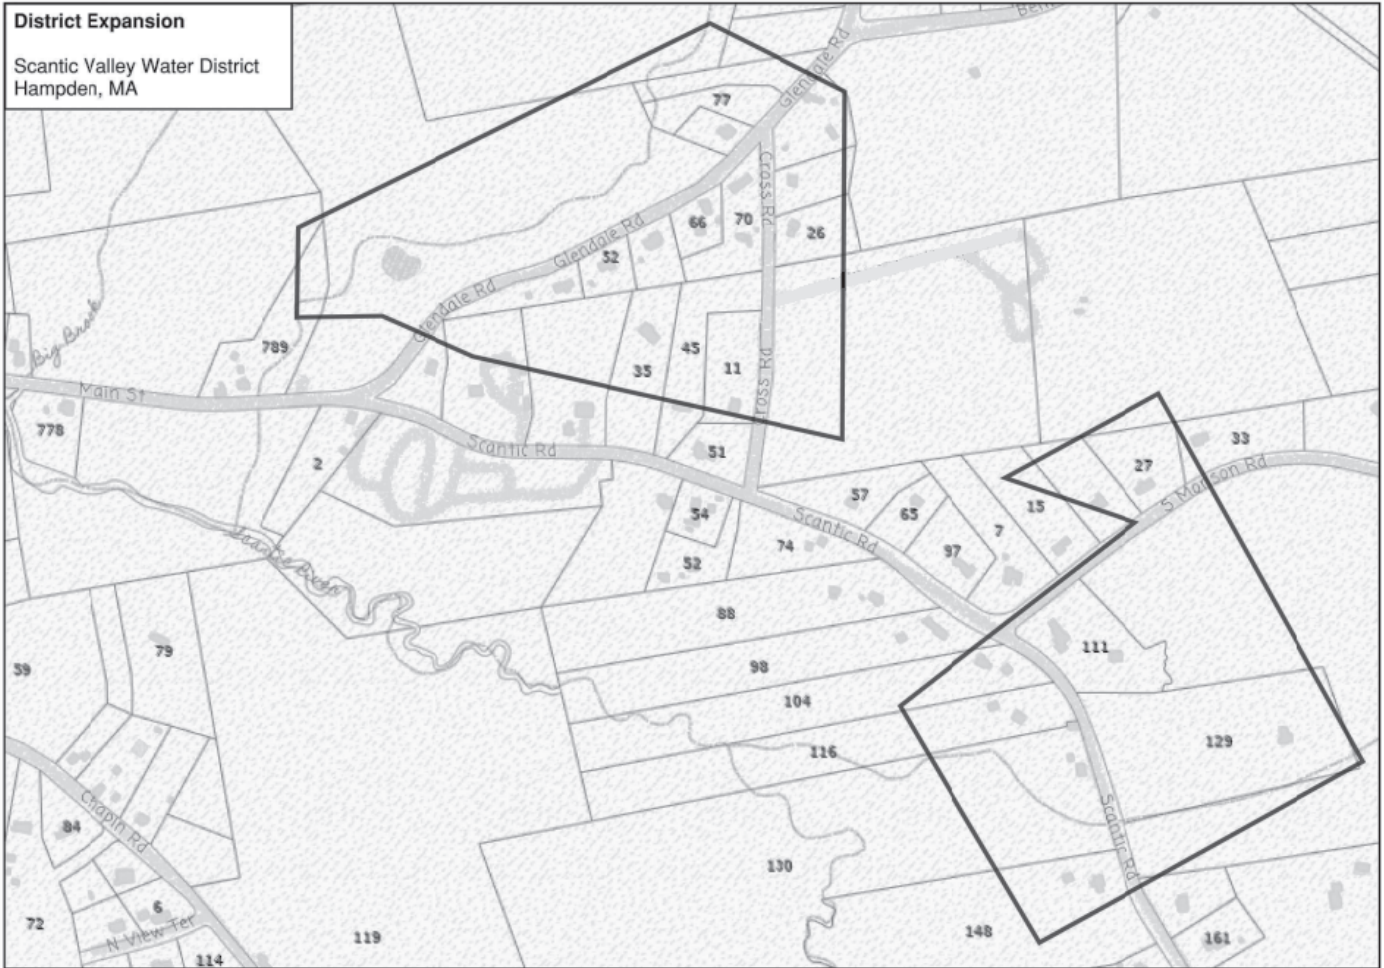 District Expansion
Scantic Valley Water District
Hampden, MA
Glendale Rd
77
Cross Rd
66
70
26
Glendale Rd
52
Glendale Rd
Big Brook
789
35
45
11
Cross Rd
Main St
778
2
Scantic Rd
51
33
27
S Monson Rd
57
15
54
65
Scantic Rd
7
74
97
52
88
111
79
59
98
104
116
129
Chapin Rd
84
Scantic Rd
130
6
72
N View Ter
119
148
161
114